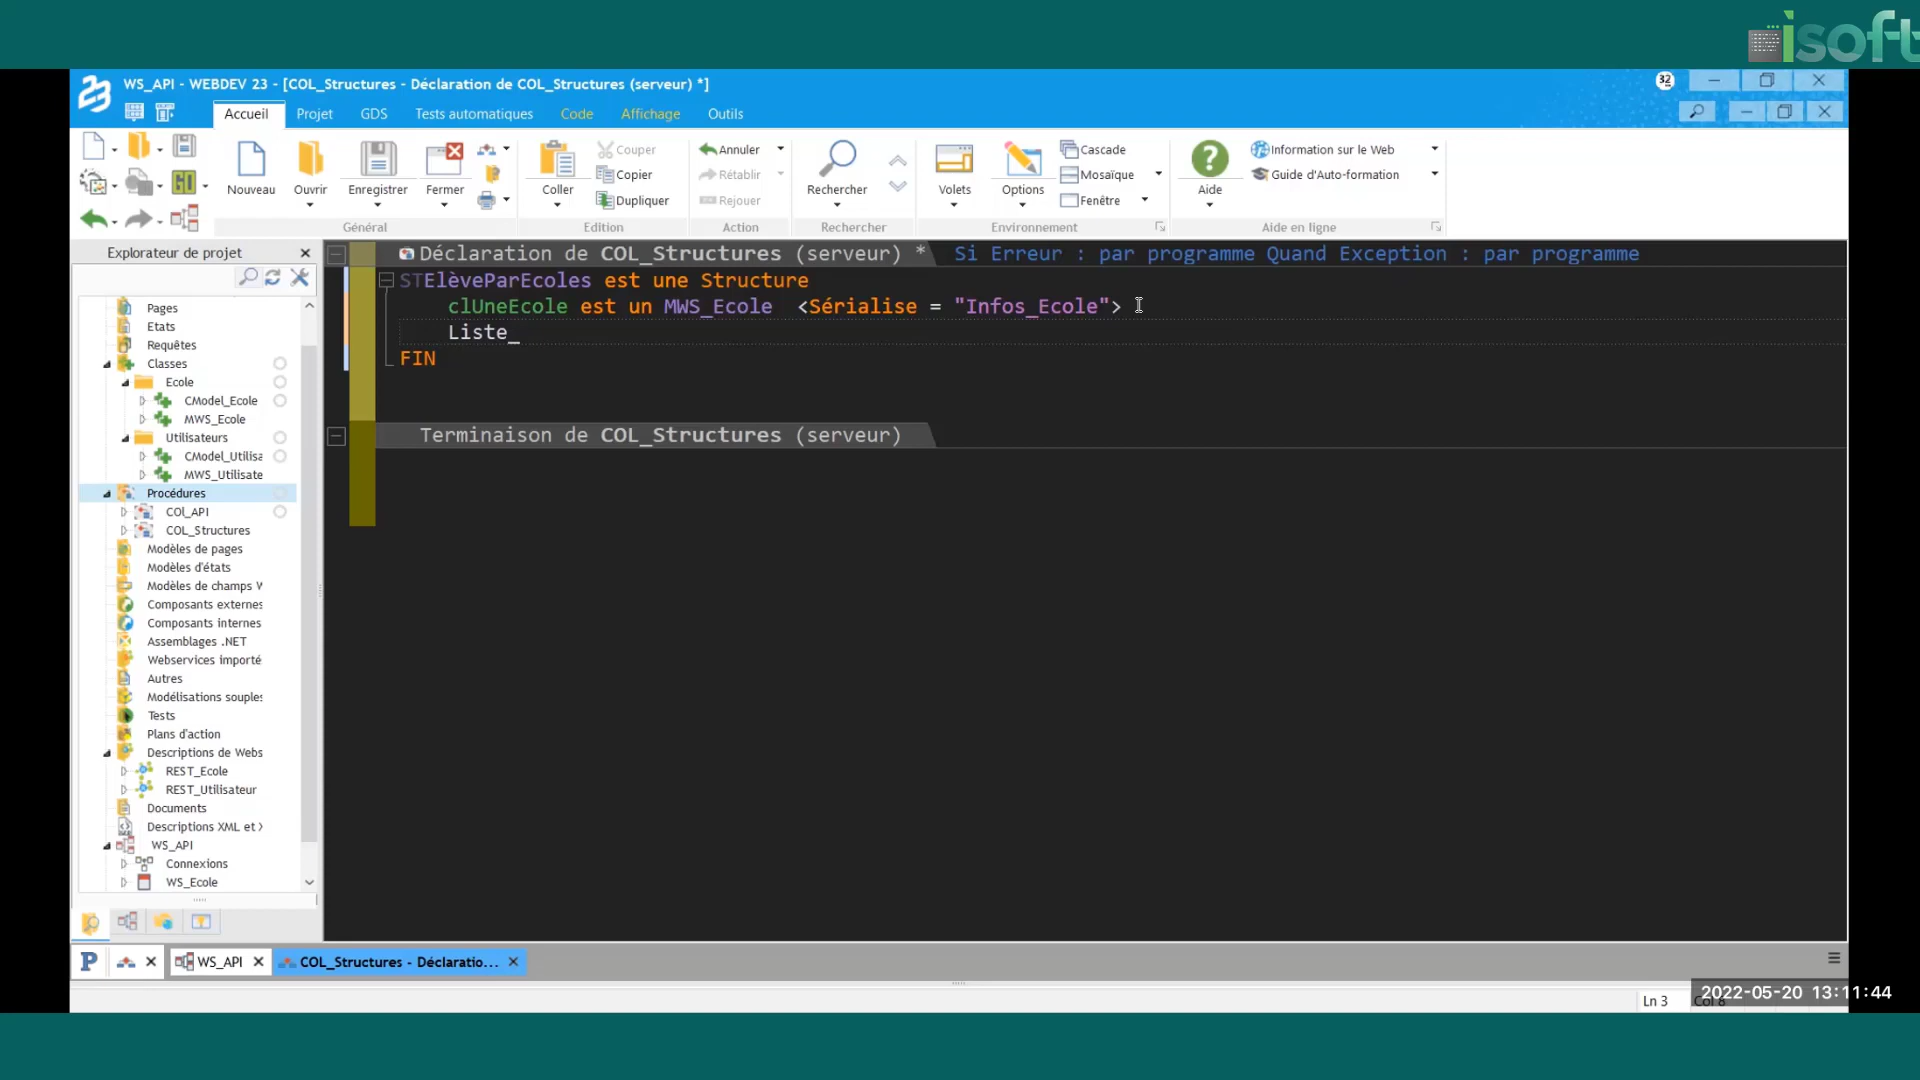 isoft
WS_API - WEBDEV 23 - [COL_Structures - Déclaration de COL_Structures (serveur) *]
32
Accueil Projet GDS Tests automatiques Code Affichage Outils
Nouveau Ouvrir Enregistrer Fermer
Coller Couper Copier Dupliquer
Annuler Rétablir Rejouer
Rechercher
Volets Options Cascade Mosaïque Fenêtre
Aide Information sur le Web Guide d'Auto-formation
Général Edition Action Rechercher Environnement Aide en ligne
Explorateur de projet
Pages
Etats
Requêtes
Classes
Ecole
CModel_Ecole
MWS_Ecole
Utilisateurs
CModel_Utilisa
MWS_Utilisate
Procédures
COl_API
COL_Structures
Modèles de pages
Modèles d'états
Modèles de champs W
Composants externes
Composants internes
Assemblages .NET
Webservices importé
Autres
Modélisations souples
Tests
Plans d'action
Descriptions de Webs
REST_Ecole
REST_Utilisateur
Documents
Descriptions XML et X
WS_API
Connexions
WS_Ecole
Déclaration de COL_Structures (serveur) * Si Erreur : par programme Quand Exception : par programme
STElèveParEcoles est une Structure
clUneEcole est un MWS_Ecole <Sérialise = "Infos_Ecole">
Liste_
FIN
Terminaison de COL_Structures (serveur)
WS_API COL_Structures - Déclaratio...
Ln 3
2022-05-20 13:11:44